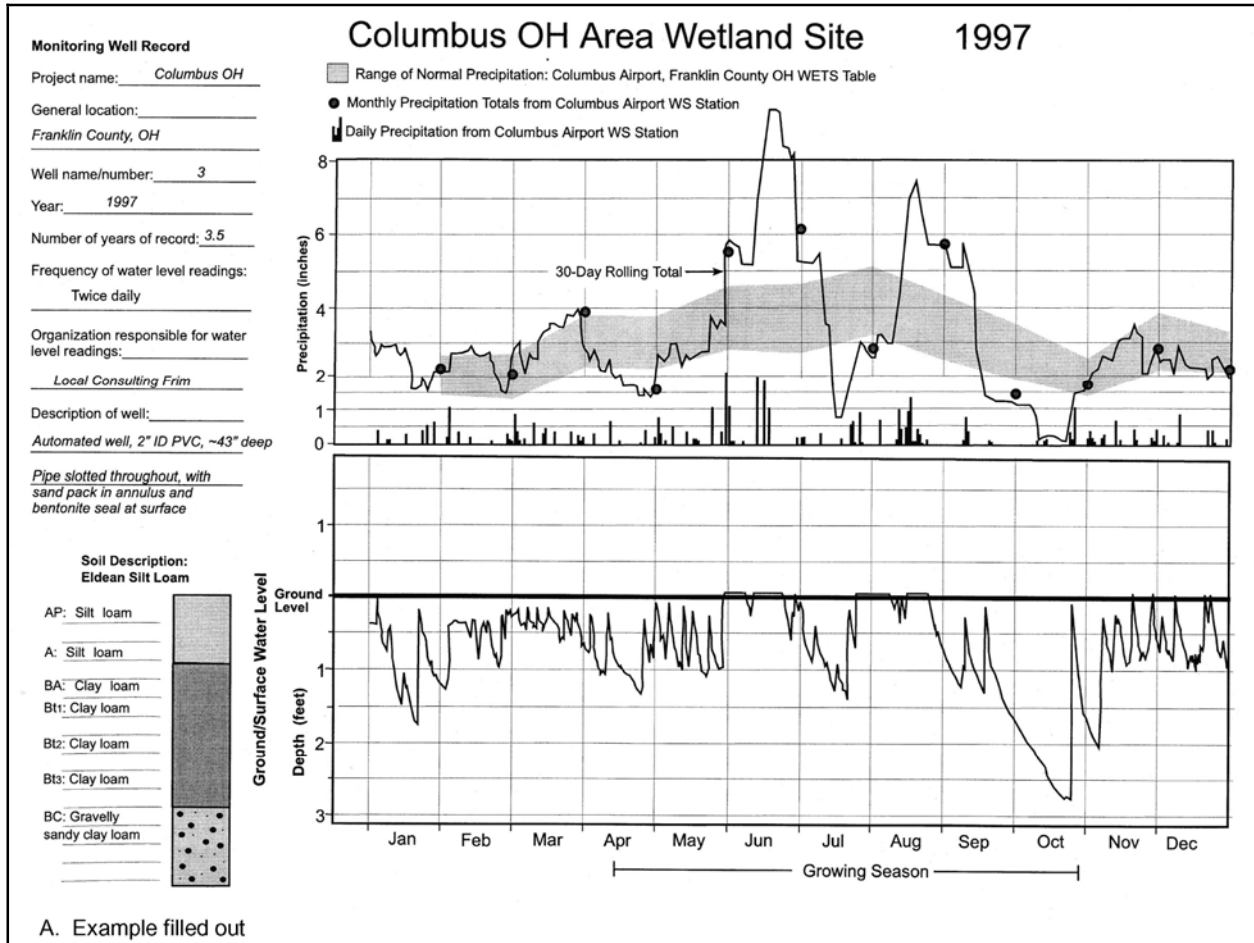 Columbus OH Area Wetland Site 1997
Monitoring Well Record
Project name: Columbus OH
General location:
Franklin County, OH
Well name/number: 3
Year: 1997
Number of years of record: 3.5
Frequency of water level readings:
Twice daily
Organization responsible for water
level readings:
Local Consulting Frim
Description of well:
Automated well, 2" ID PVC, ~43" deep
Pipe slotted throughout, with
sand pack in annulus and
bentonite seal at surface
Soil Description:
Eldean Silt Loam
AP: Silt loam
A: Silt loam
BA: Clay loam
Bt1: Clay loam
Bt2: Clay loam
Bt3: Clay loam
BC: Gravelly
sandy clay loam
Range of Normal Precipitation: Columbus Airport, Franklin County OH WETS Table
Monthly Precipitation Totals from Columbus Airport WS Station
Daily Precipitation from Columbus Airport WS Station
Precipitation (inches)
8
6
4
2
1
0
30-Day Rolling Total
Ground/Surface Water Level
Depth (feet)
1
Ground
Level
1
2
3
Jan Feb Mar Apr May Jun Jul Aug Sep Oct Nov Dec
Growing Season
A. Example filled out